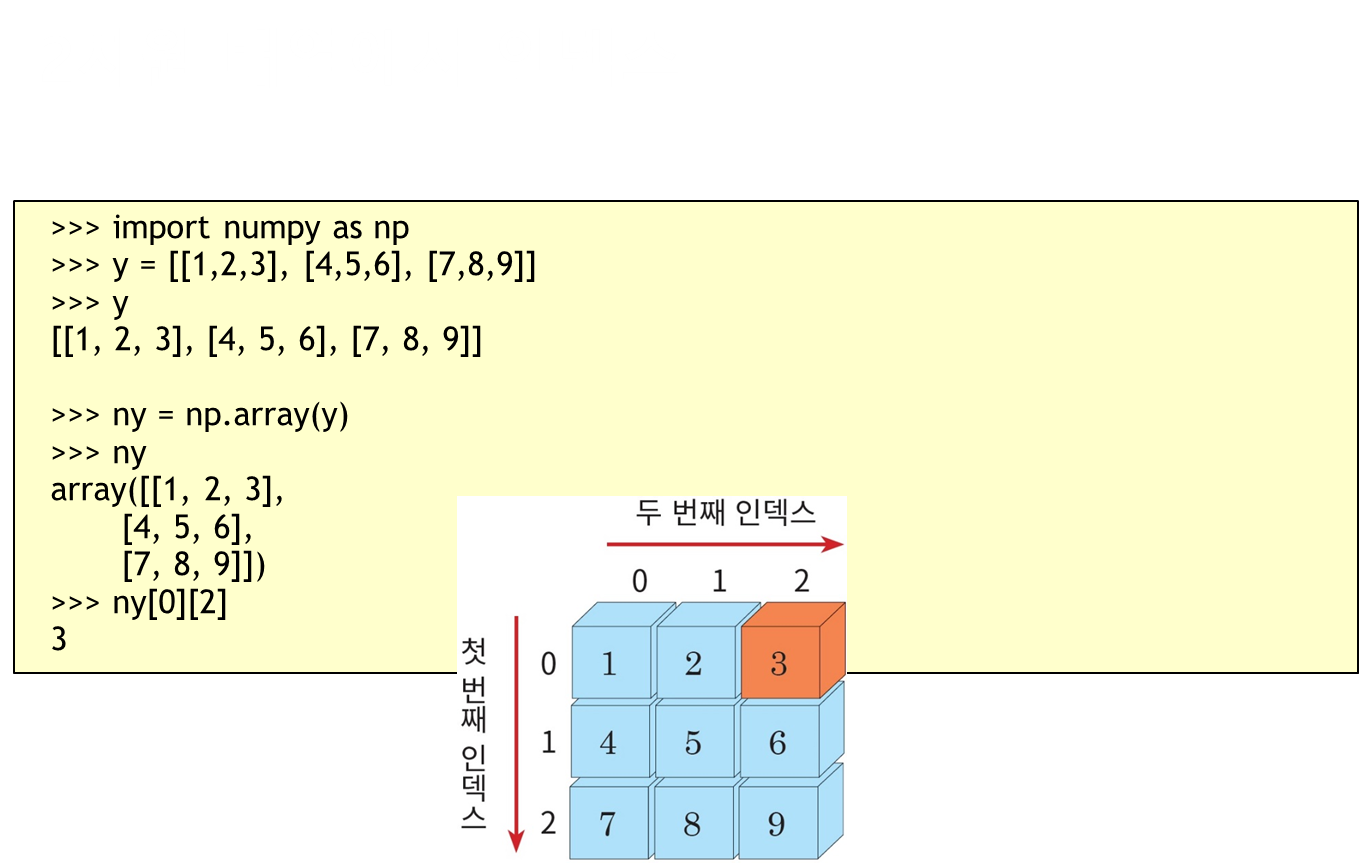 >>> import numpy as np
>>> y = [[1,2,3], [4,5,6], [7,8,9]]
>>> y
[[1, 2, 3], [4, 5, 6], [7, 8, 9]]
>>> ny = np.array(y)
>>> ny
array([[1, 2, 3],
[4, 5, 6],
[7, 8, 9]])
>>> ny[0][2]
3
두 번째 인덱스
0 1 2
첫 번째 인덱스
0 1 2 3
1 4 5 6
2 7 8 9